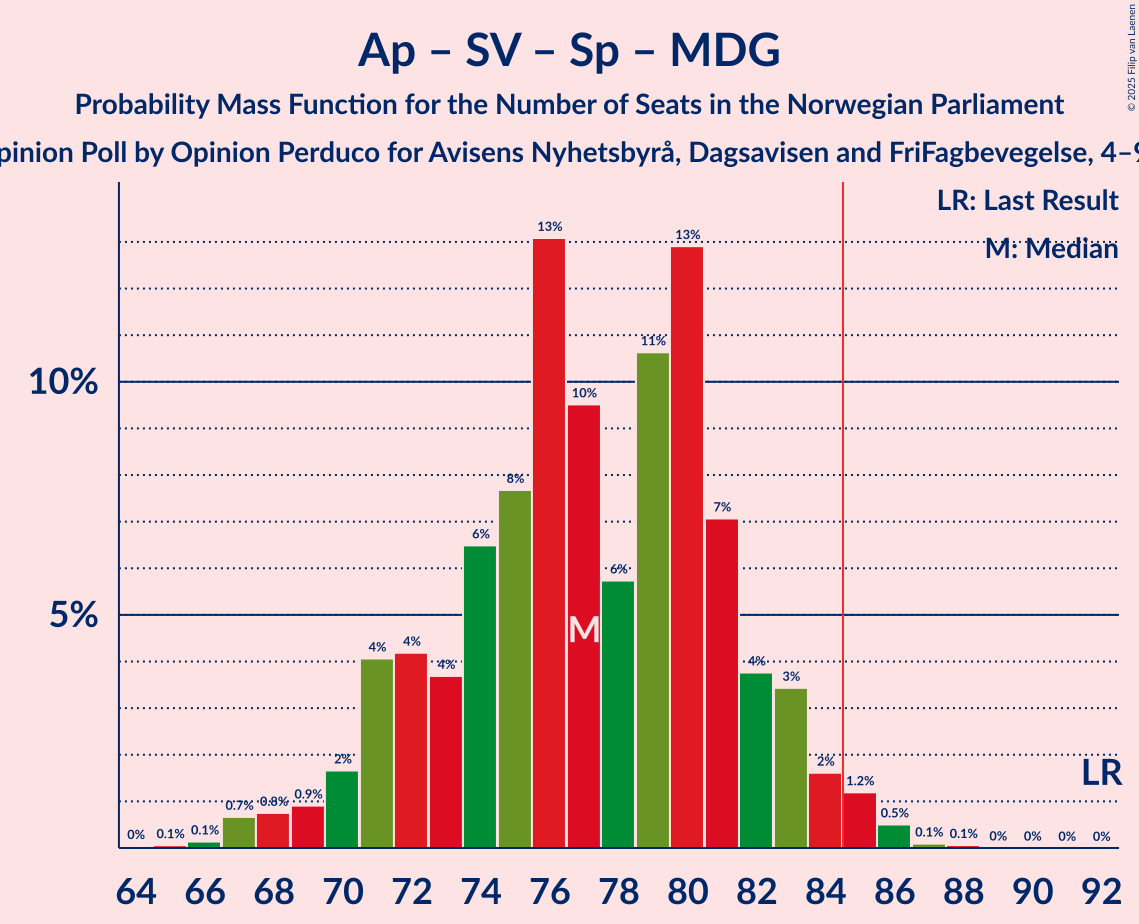 Ap – SV – Sp – MDG
Probability Mass Function for the Number of Seats in the Norwegian Parliament
pinion Poll by Opinion Perduco for Avisens Nyhetsbyrå, Dagsavisen and FriFagbevegelse, 4–9
© 2025 Filip van Laenen
LR: Last Result
M: Median
10%
5%
0% 0.1% 0.1% 0.7% 0.8% 0.9% 2% 4% 4% 4% 6% 8% 13% 10% 6% 11% 13% 7% 4% 3% 2% 1.2% 0.5% 0.1% 0.1% 0% 0% 0% 0%
M
LR
64 66 68 70 72 74 76 78 80 82 84 86 88 90 92